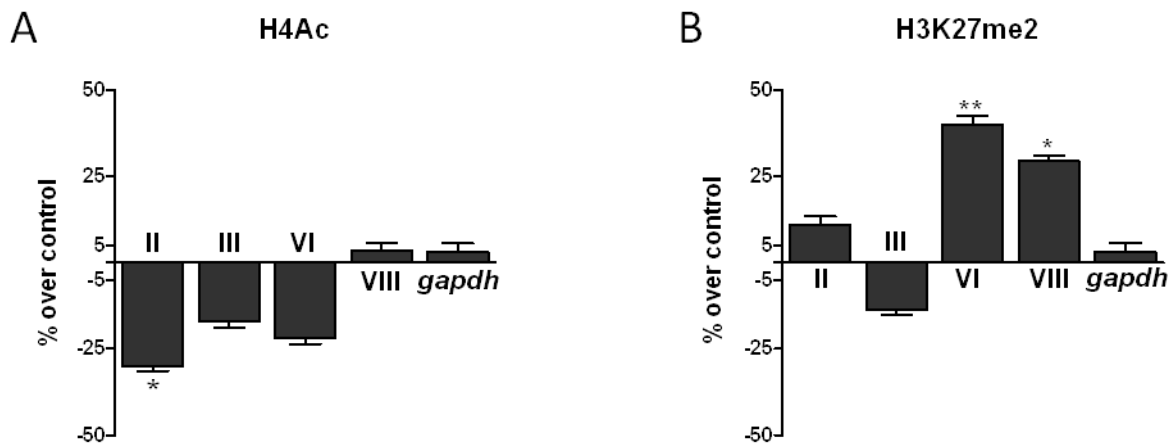 A
H4Ac
% over control
50
25
5
-5
-25
-50
II
III
VI
VIII
gapdh
*
B
H3K27me2
% over control
50
25
5
-5
-25
-50
**
*
III
II
VI
VIII
gapdh